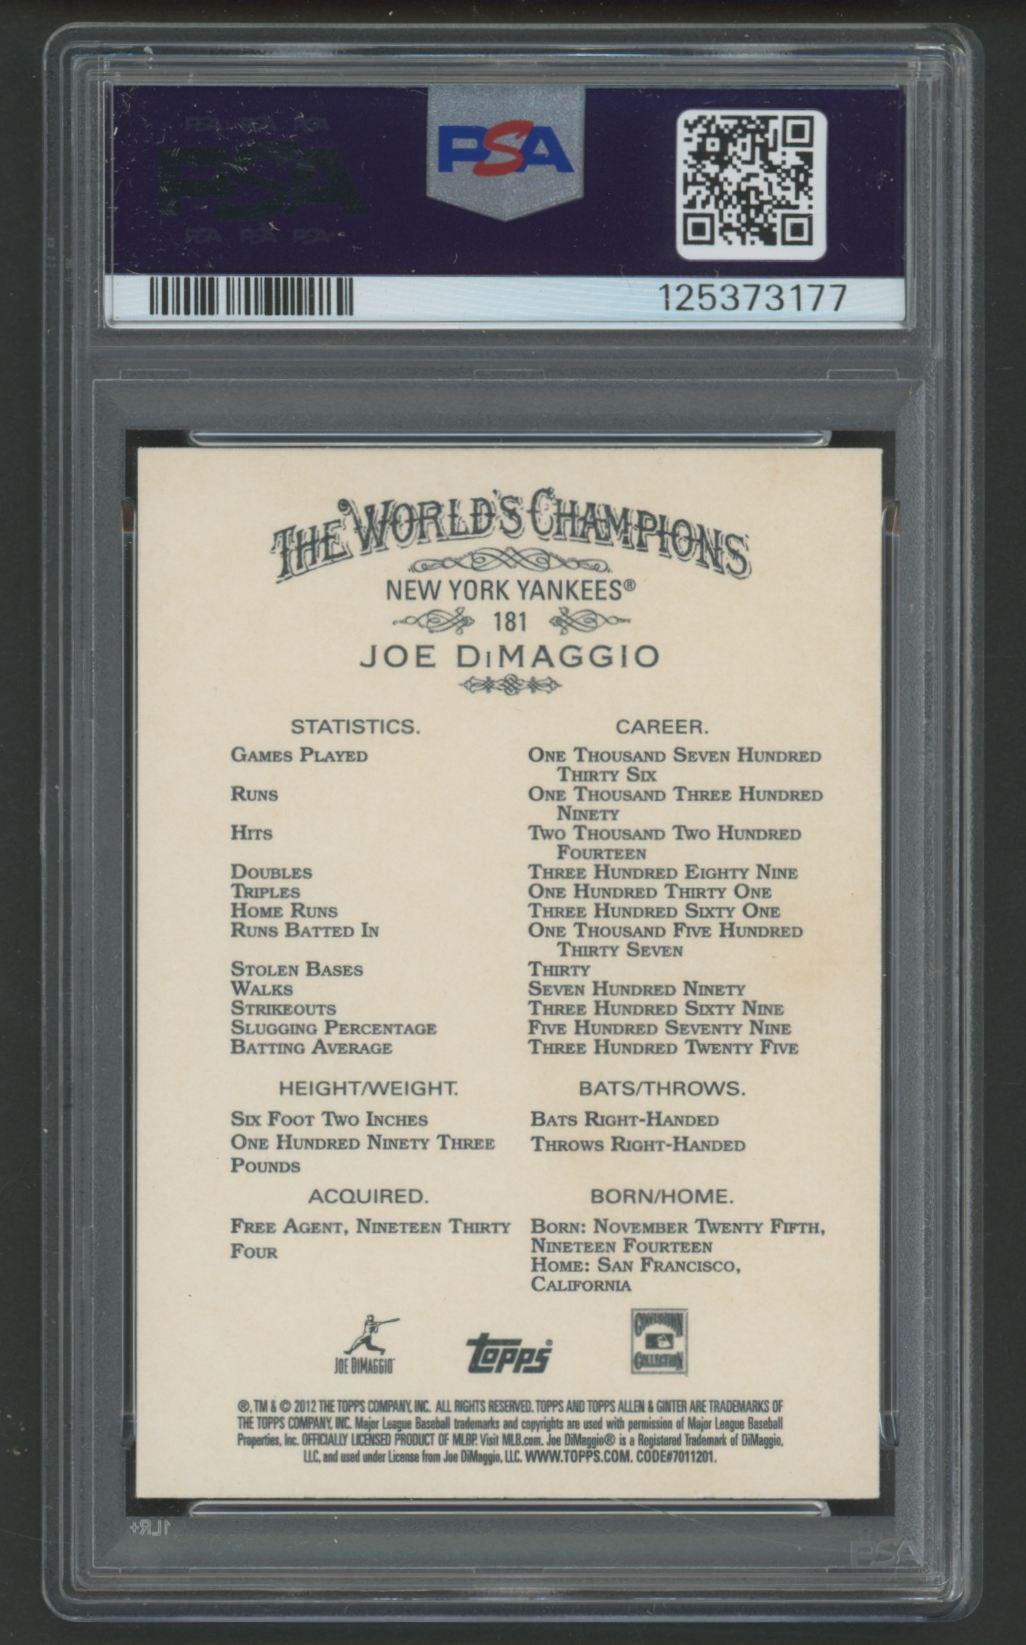 PSA PSA PSA
PSA
PSA PSA PSA
PSA
125373177
THE WORLD'S CHAMPIONS
NEW YORK YANKEES®
181
JOE DIMAGGIO
STATISTICS. CAREER.
GAMES PLAYED ONE THOUSAND SEVEN HUNDRED
THIRTY SIX
RUNS ONE THOUSAND THREE HUNDRED
NINETY
HITS TWO THOUSAND TWO HUNDRED
FOURTEEN
DOUBLES THREE HUNDRED EIGHTY NINE
TRIPLES ONE HUNDRED THIRTY ONE
HOME RUNS THREE HUNDRED SIXTY ONE
RUNS BATTED IN ONE THOUSAND FIVE HUNDRED
THIRTY SEVEN
STOLEN BASES THIRTY
WALKS SEVEN HUNDRED NINETY
STRIKEOUTS THREE HUNDRED SIXTY NINE
SLUGGING PERCENTAGE FIVE HUNDRED SEVENTY NINE
BATTING AVERAGE THREE HUNDRED TWENTY FIVE
HEIGHT/WEIGHT. BATS/THROWS.
SIX FOOT TWO INCHES BATS RIGHT-HANDED
ONE HUNDRED NINETY THREE THROWS RIGHT-HANDED
POUNDS
ACQUIRED. BORN/HOME.
FREE AGENT, NINETEEN THIRTY BORN: NOVEMBER TWENTY FIFTH,
FOUR NINETEEN FOURTEEN
HOME: SAN FRANCISCO,
CALIFORNIA
JOE DIMAGGIO Topps® COOPERSTOWN COLLECTION
®, TM & © 2012 THE TOPPS COMPANY, INC. ALL RIGHTS RESERVED. TOPPS AND TOPPS ALLEN & GINTER ARE TRADEMARKS OF
THE TOPPS COMPANY, INC. Major League Baseball trademarks and copyrights are used with permission of Major League Baseball
Properties, Inc. OFFICIALLY LICENSED PRODUCT OF MLBP. Visit MLB.com. Joe DiMaggio® is a Registered Trademark of DiMaggio,
LLC, and used under License from Joe DiMaggio, LLC. WWW.TOPPS.COM. CODE#7011201.
1LR+
PSA